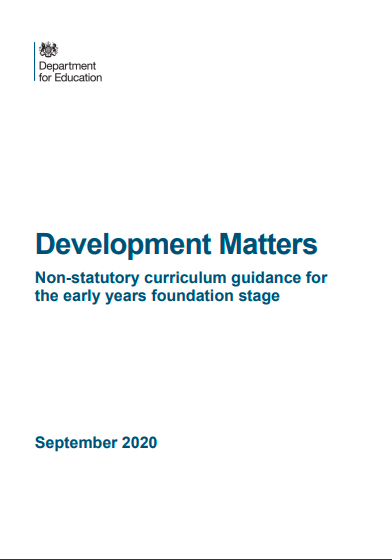 Department
for Education
Development Matters
Non-statutory curriculum guidance for
the early years foundation stage
September 2020